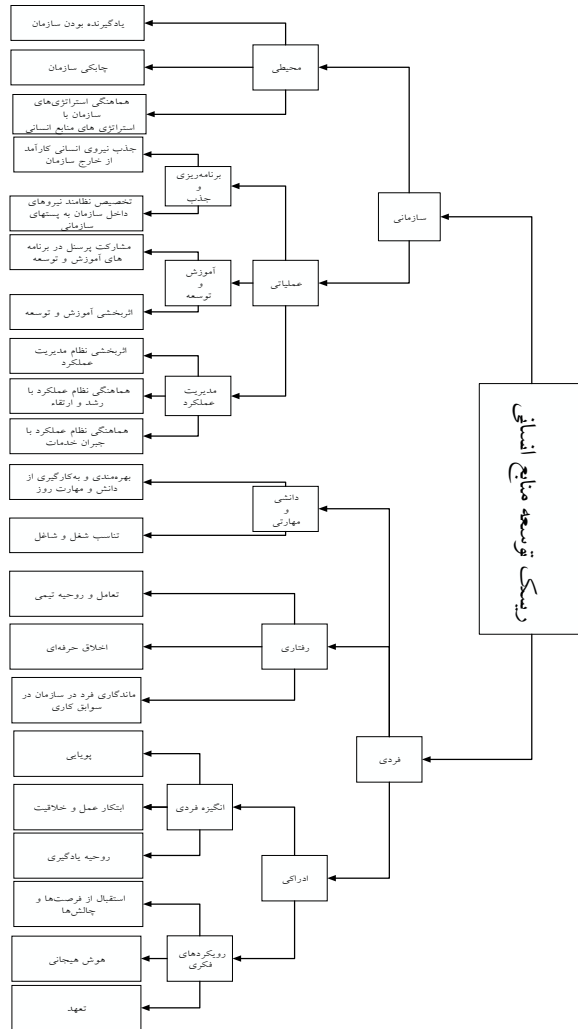 ریسک توسعه منابع انسانی
سازمانی
محیطی
یادگیرنده بودن سازمان
چابکی سازمان
هماهنگی استراتژی‌های
سازمان با
استراتژی های منابع انسانی
عملیاتی
برنامه‌ریزی
و
جذب
جذب نیروی انسانی کارآمد
از خارج سازمان
تخصیص نظامند نیروهای
داخل سازمان به پستهای
سازمانی
آموزش
و
توسعه
مشارکت پرسنل در برنامه
های آموزش و توسعه
اثربخشی آموزش و توسعه
مدیریت
عملکرد
اثربخشی نظام مدیریت
عملکرد
هماهنگی نظام عملکرد با
رشد و ارتقاء
هماهنگی نظام عملکرد با
جبران خدمات
فردی
دانشی
و
مهارتی
بهره‌مندی و به‌کارگیری از
دانش و مهارت روز
تناسب شغل و شاغل
رفتاری
تعامل و روحیه تیمی
اخلاق حرفه‌ای
ماندگاری فرد در سازمان در
سوابق کاری
ادراکی
انگیزه فردی
پویایی
ابتکار عمل و خلاقیت
روحیه یادگیری
رویکردهای
فکری
استقبال از فرصت‌ها و
چالش‌ها
هوش هیجانی
تعهد